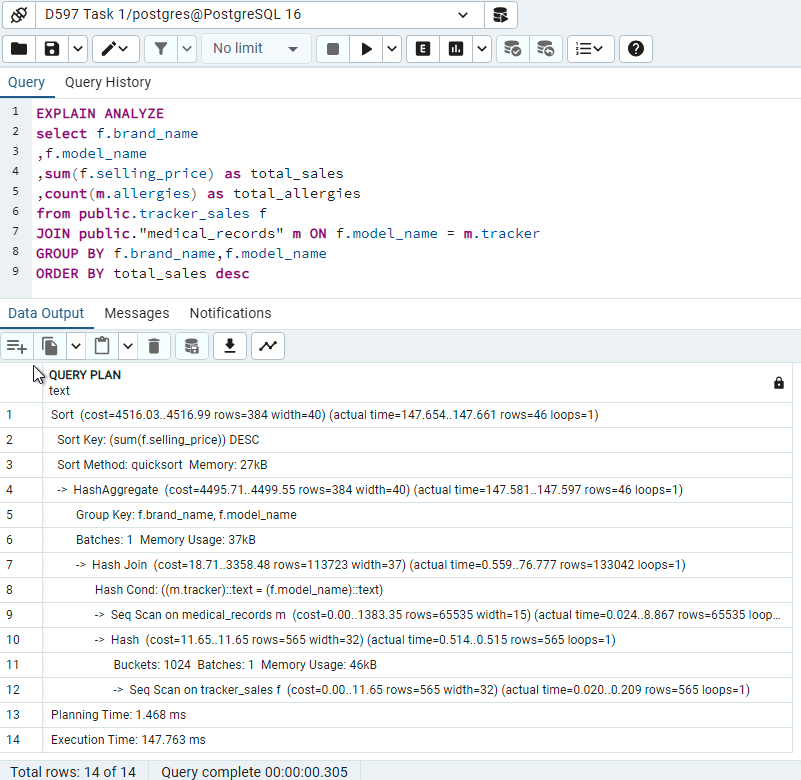 D597 Task 1/postgres@PostgreSQL 16
No limit
E
Query Query History
1 EXPLAIN ANALYZE
2 select f.brand_name
3 ,f.model_name
4 ,sum(f.selling_price) as total_sales
5 ,count(m.allergies) as total_allergies
6 from public.tracker_sales f
7 JOIN public."medical_records" m ON f.model_name = m.tracker
8 GROUP BY f.brand_name,f.model_name
9 ORDER BY total_sales desc
Data Output Messages Notifications
QUERY PLAN
text
1 Sort (cost=4516.03..4516.99 rows=384 width=40) (actual time=147.654..147.661 rows=46 loops=1)
2 Sort Key: (sum(f.selling_price)) DESC
3 Sort Method: quicksort Memory: 27kB
4 -> HashAggregate (cost=4495.71..4499.55 rows=384 width=40) (actual time=147.581..147.597 rows=46 loops=1)
5 Group Key: f.brand_name, f.model_name
6 Batches: 1 Memory Usage: 37kB
7 -> Hash Join (cost=18.71..3358.48 rows=113723 width=37) (actual time=0.559..76.777 rows=133042 loops=1)
8 Hash Cond: ((m.tracker)::text = (f.model_name)::text)
9 -> Seq Scan on medical_records m (cost=0.00..1383.35 rows=65535 width=15) (actual time=0.024..8.867 rows=65535 loop...
10 -> Hash (cost=11.65..11.65 rows=565 width=32) (actual time=0.514..0.515 rows=565 loops=1)
11 Buckets: 1024 Batches: 1 Memory Usage: 46kB
12 -> Seq Scan on tracker_sales f (cost=0.00..11.65 rows=565 width=32) (actual time=0.020..0.209 rows=565 loops=1)
13 Planning Time: 1.468 ms
14 Execution Time: 147.763 ms
Total rows: 14 of 14 Query complete 00:00:00.305